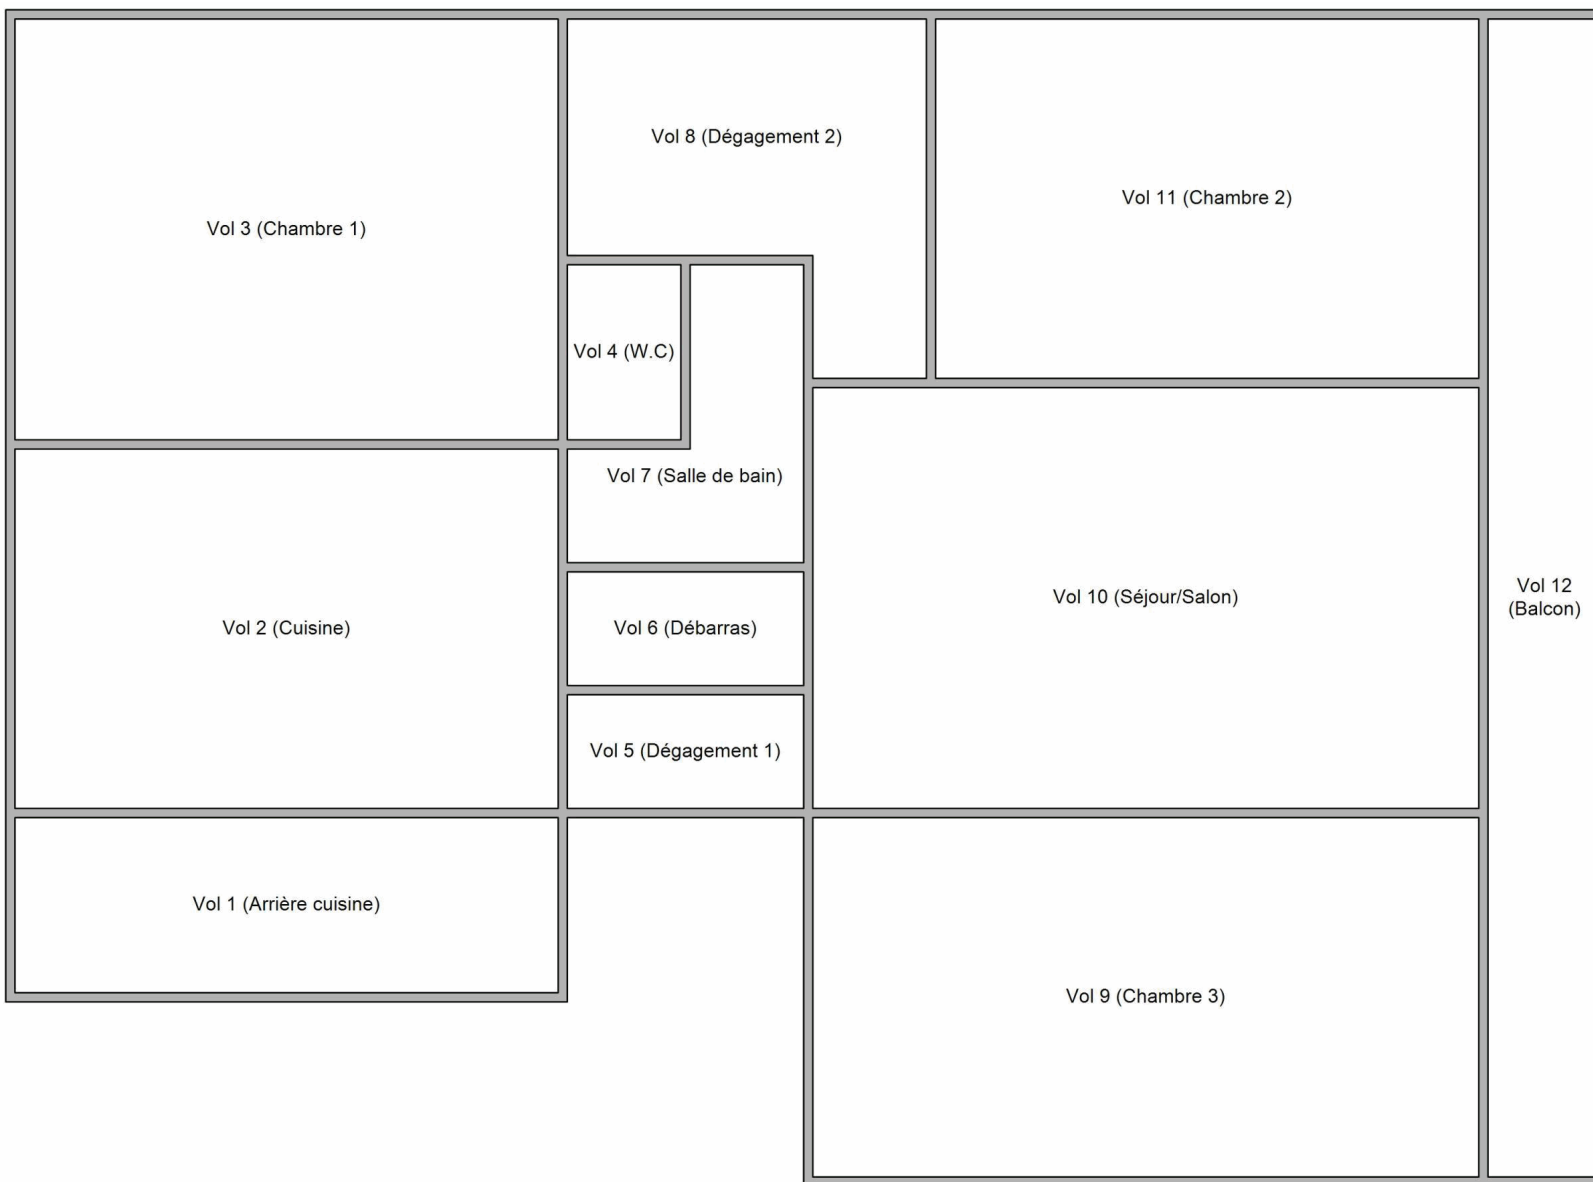 Vol 8 (Dégagement 2)
Vol 11 (Chambre 2)
Vol 3 (Chambre 1)
Vol 4 (W.C)
Vol 7 (Salle de bain)
Vol 10 (Séjour/Salon)
Vol 12
(Balcon)
Vol 2 (Cuisine)
Vol 6 (Débarras)
Vol 5 (Dégagement 1)
Vol 1 (Arrière cuisine)
Vol 9 (Chambre 3)